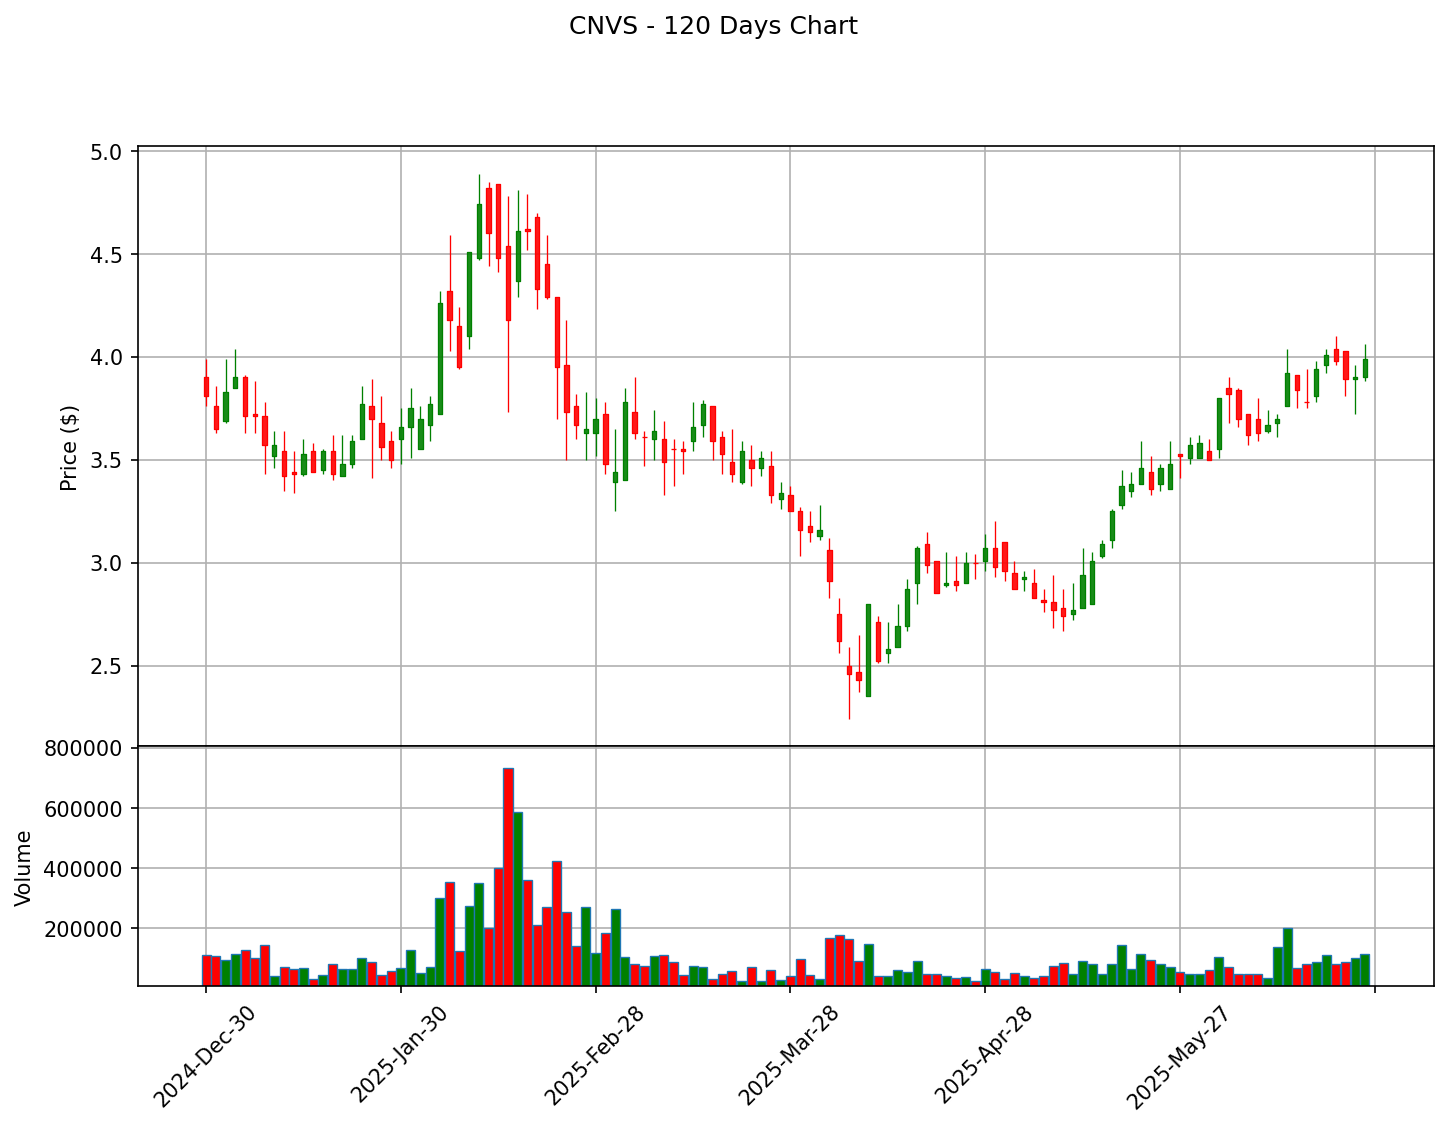 CNVS - 120 Days Chart
5.0
4.5
4.0
3.5
3.0
2.5
Price ($)
800000
600000
400000
200000
Volume
2024-Dec-30
2025-Jan-30
2025-Feb-28
2025-Mar-28
2025-Apr-28
2025-May-27